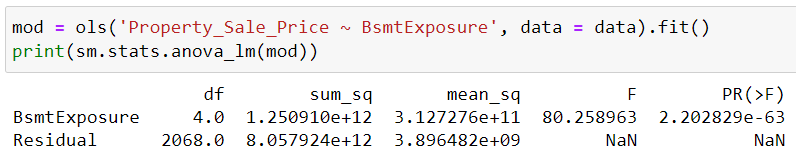 mod = ols('Property_Sale_Price ~ BsmtExposure', data = data).fit()
print(sm.stats.anova_lm(mod))
df sum_sq mean_sq F PR(>F)
BsmtExposure 4.0 1.250910e+12 3.127276e+11 80.258963 2.202829e-63
Residual 2068.0 8.057924e+12 3.896482e+09 NaN NaN